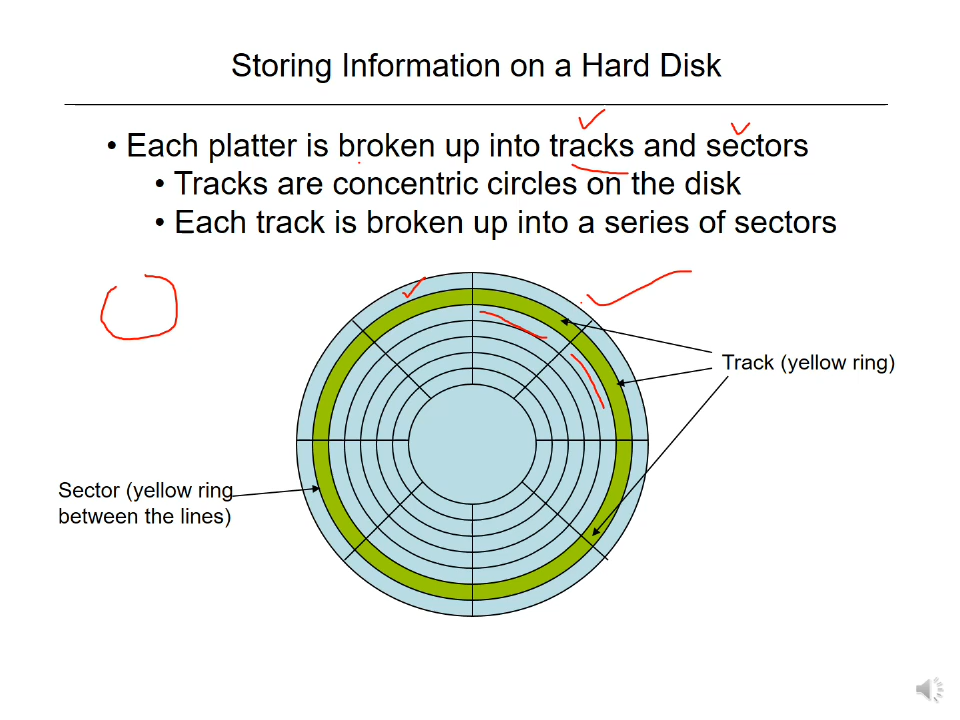 Storing Information on a Hard Disk
• Each platter is broken up into tracks and sectors
• Tracks are concentric circles on the disk
• Each track is broken up into a series of sectors
Track (yellow ring)
Sector (yellow ring
between the lines)